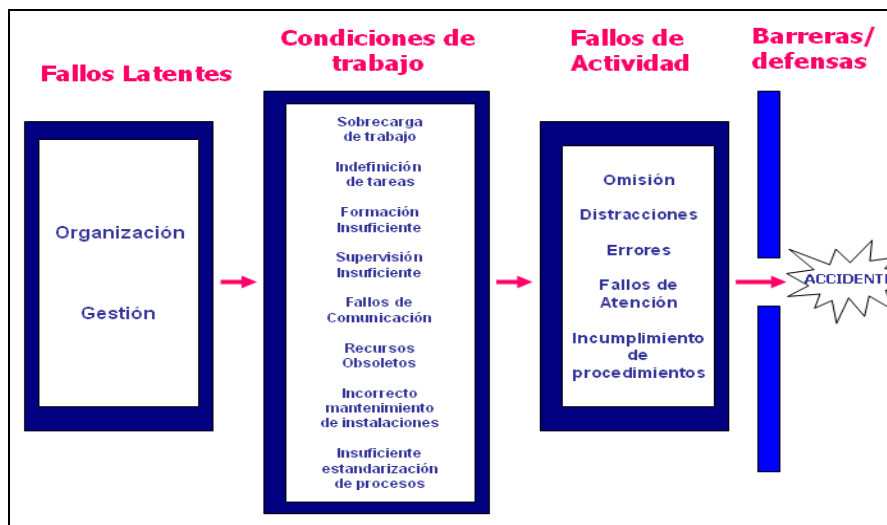 Fallos Latentes
Organización
Gestión
Condiciones de
trabajo
Sobrecarga
de trabajo
Indefinición
de tareas
Formación
Insuficiente
Supervisión
Insuficiente
Fallos de
Comunicación
Recursos
Obsoletos
Incorrecto
mantenimiento
de instalaciones
Insuficiente
estandarización
de procesos
Fallos de
Actividad
Omisión
Distracciones
Errores
Fallos de
Atención
Incumplimiento
de
procedimientos
Barreras/
defensas
ACCIDENTE